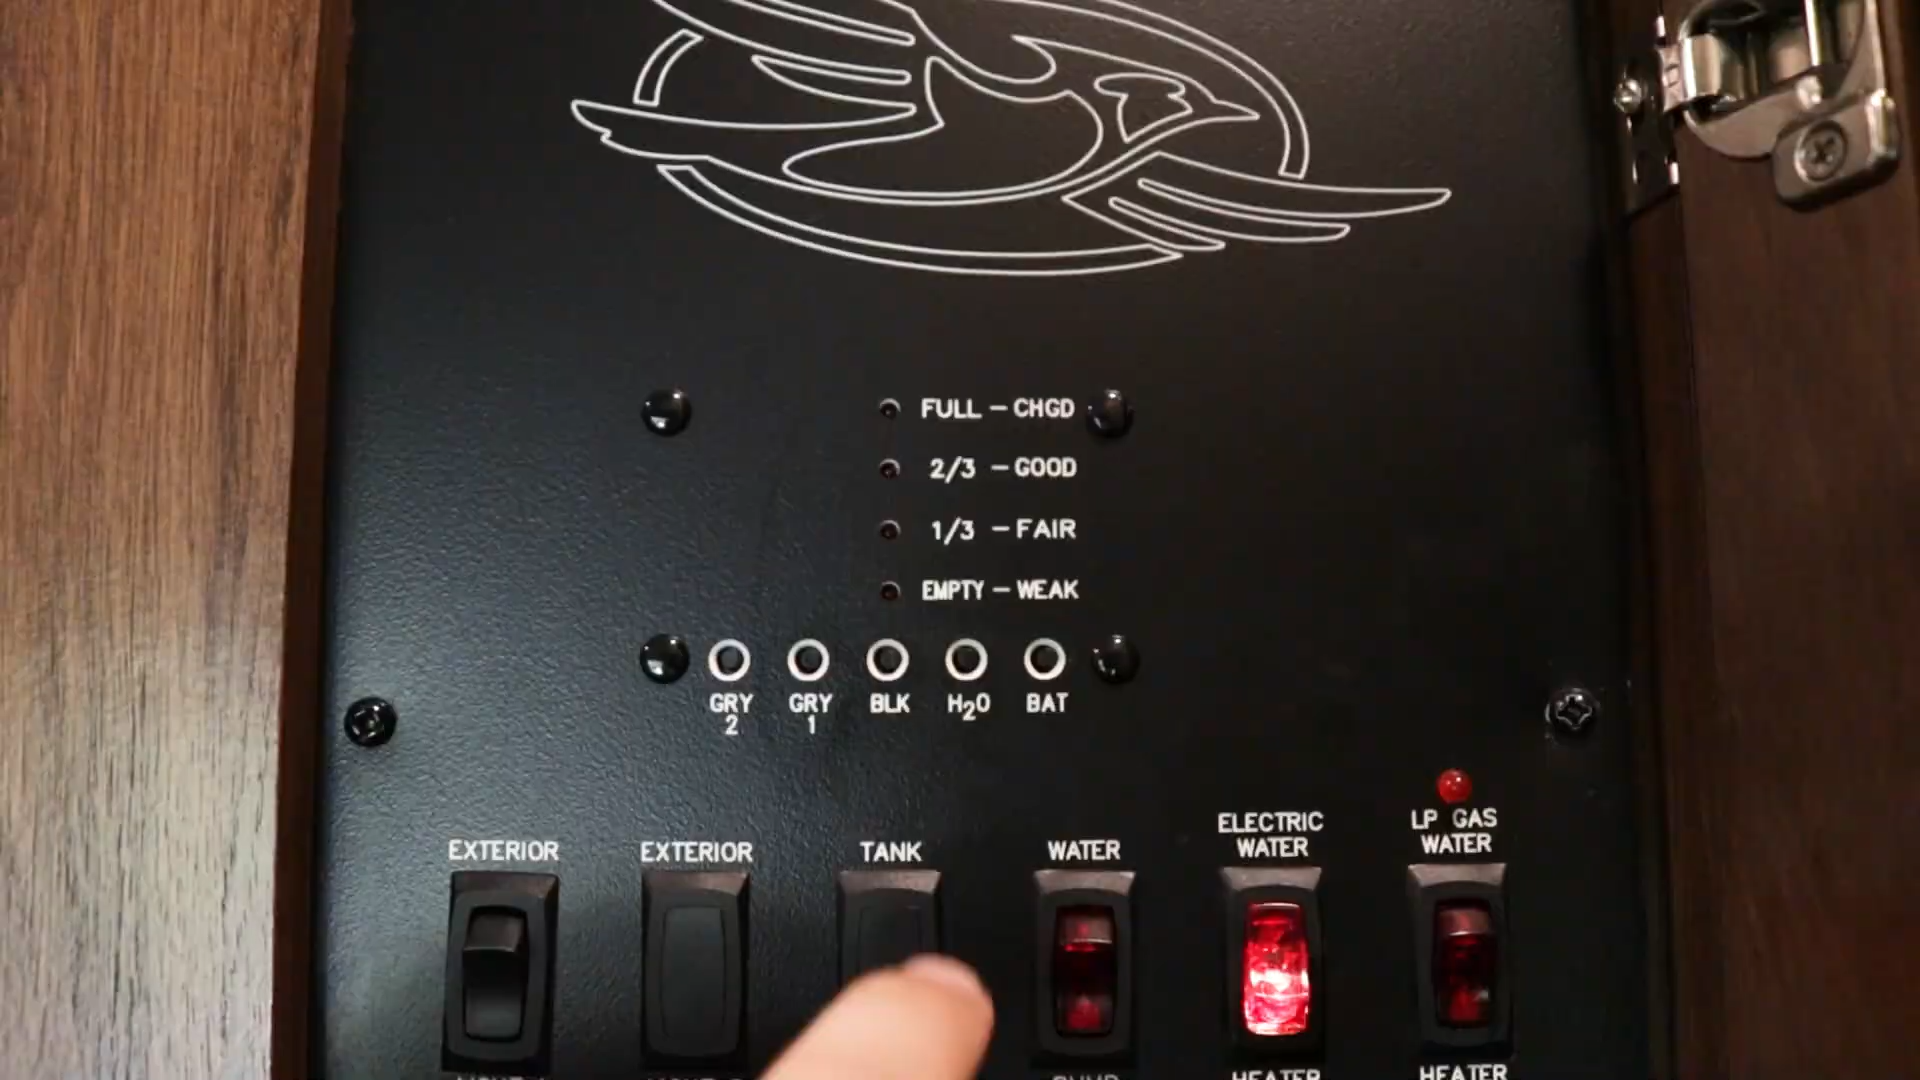 FULL – CHGD
2/3 – GOOD
1/3 – FAIR
EMPTY – WEAK
GRY 2
GRY 1
BLK
H₂O
BAT
EXTERIOR
EXTERIOR
TANK
WATER
ELECTRIC
WATER
LP GAS
WATER
HEATER
HEATER